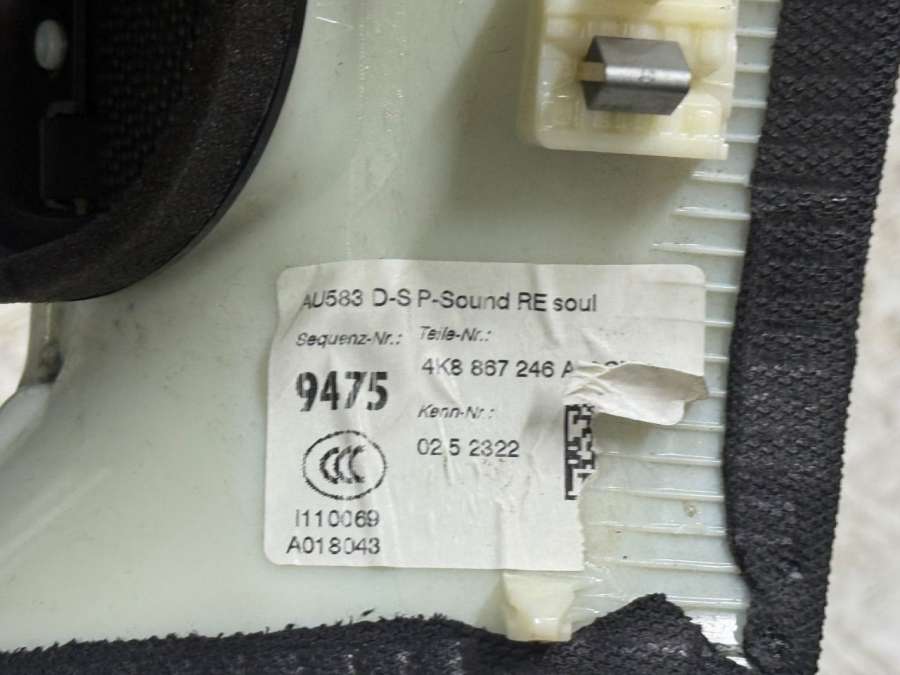 AU583 D-S P-Sound RE soul
Sequenz-Nr.: Teile-Nr.:
4K8 867 246 A
9475
Kenn-Nr.:
02 5 2322
CCC
I110069
A018043